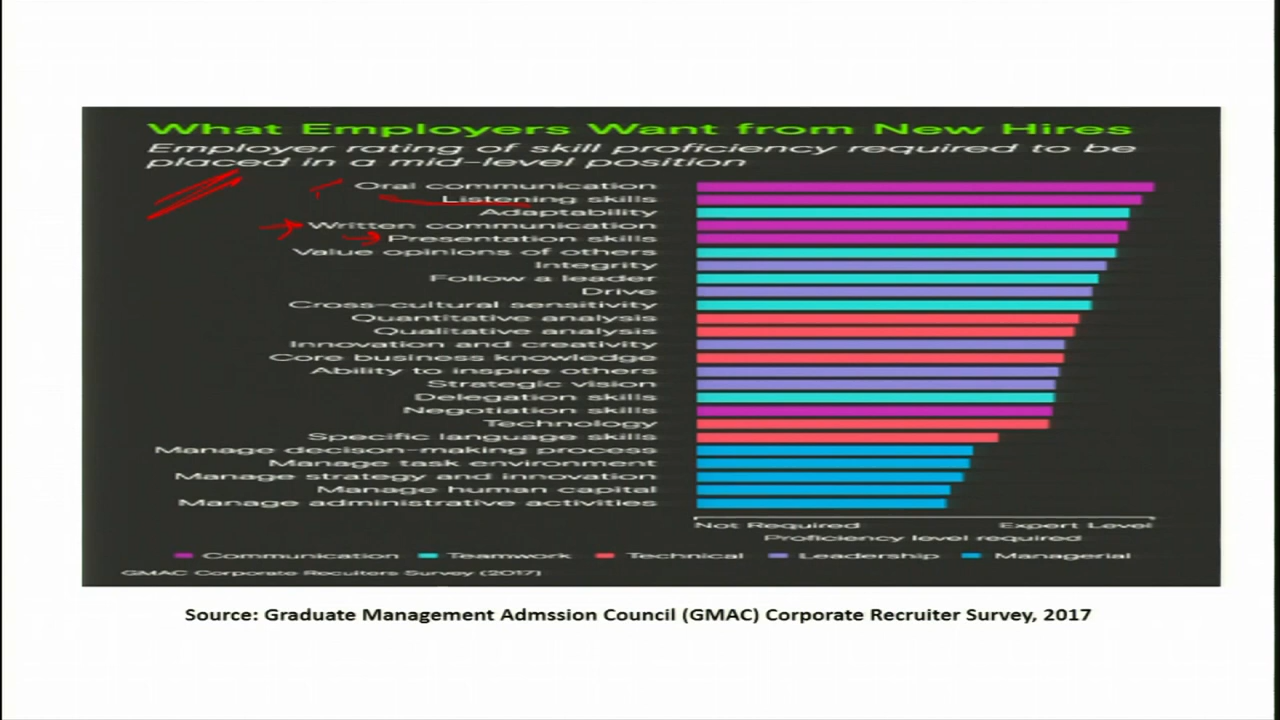 What Employers Want from New Hires
Employer rating of skill proficiency required to be
placed in a mid-level position
Oral communication
Listening skills
Adaptability
Written communication
Presentation skills
Value opinions of others
Integrity
Follow a leader
Drive
Cross-cultural sensitivity
Quantitative analysis
Qualitative analysis
Innovation and creativity
Core business knowledge
Ability to inspire others
Strategic vision
Delegation skills
Negotiation skills
Technology
Specific language skills
Manage decison-making process
Manage task environment
Manage strategy and innovation
Manage human capital
Manage administrative activities
Not Required Expert Level
Proficiency level required
Communication Teamwork Technical Leadership Managerial
GMAC Corporate Recuiters Survey (2017)
Source: Graduate Management Admssion Council (GMAC) Corporate Recruiter Survey, 2017